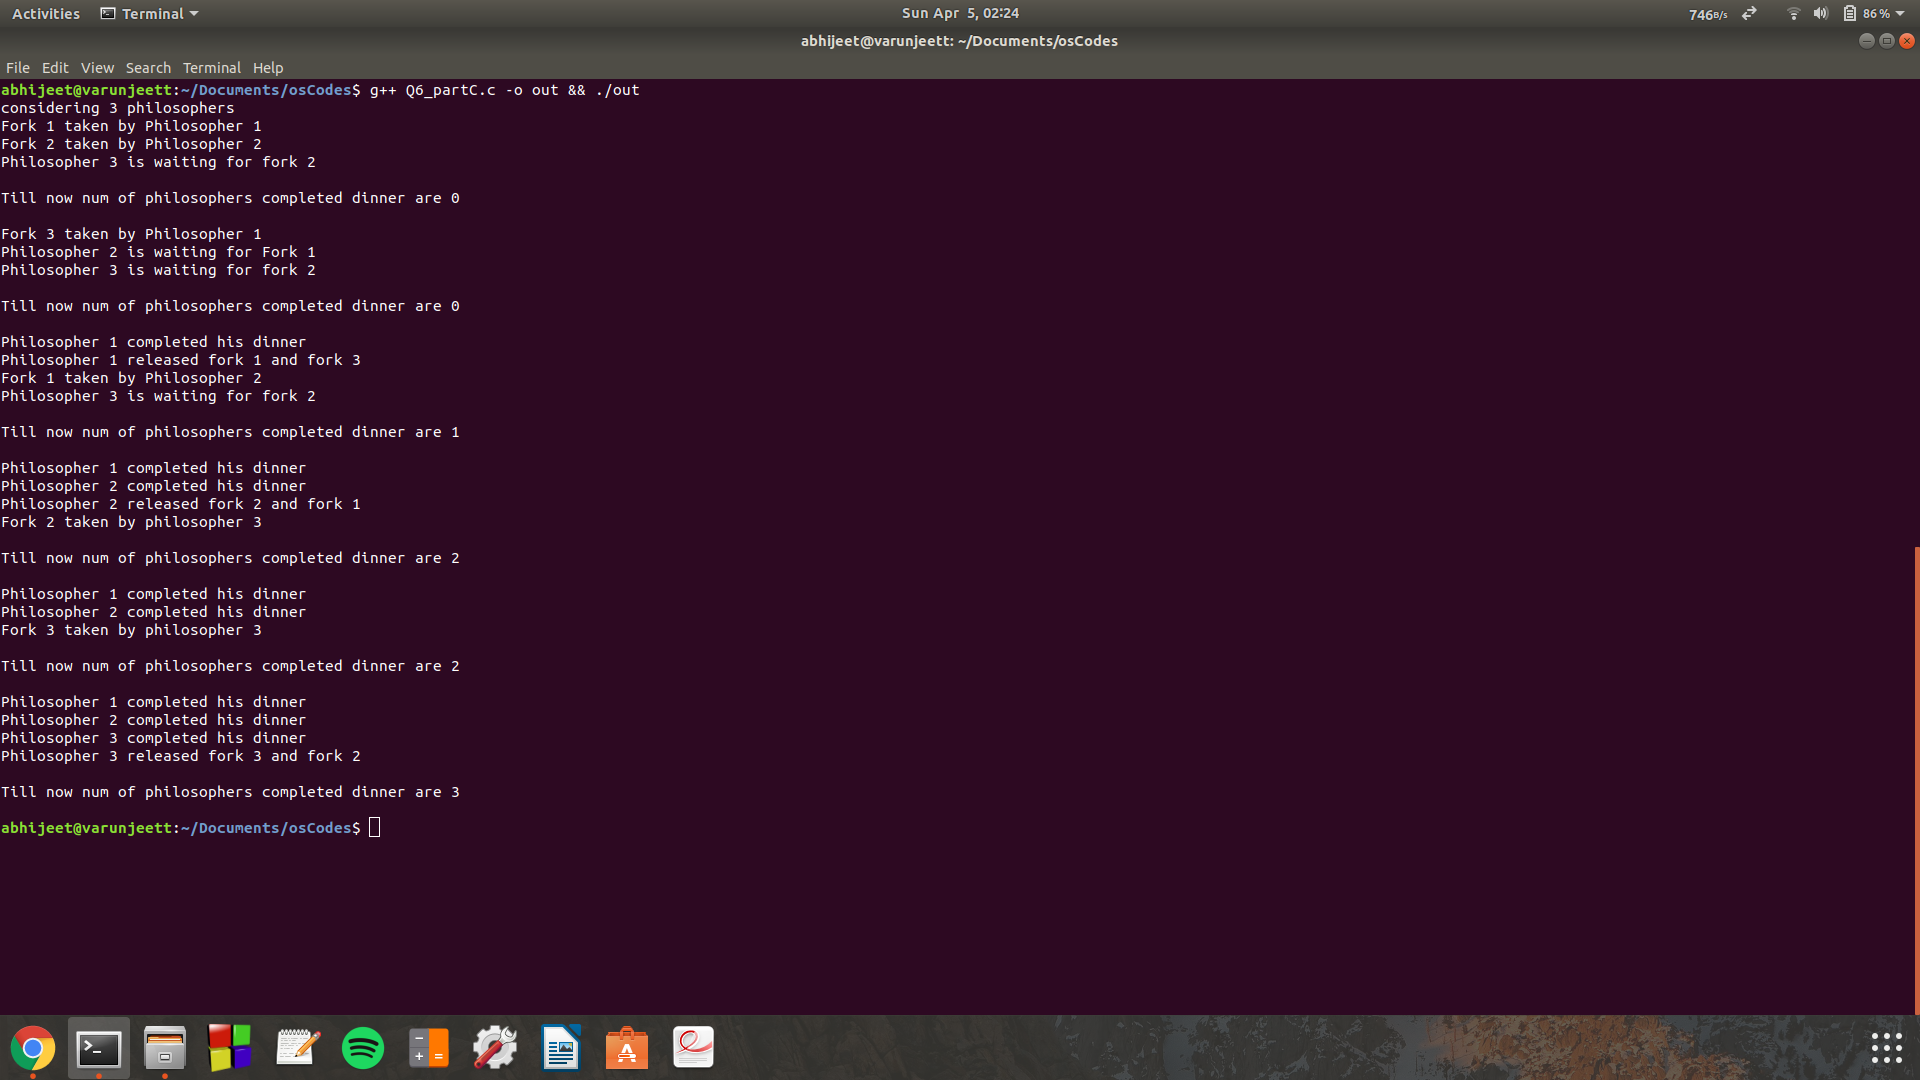 Activities Terminal Sun Apr 5, 02:24 746B/s 86%
abhijeet@varunjeett: ~/Documents/osCodes
File Edit View Search Terminal Help
abhijeet@varunjeett:~/Documents/osCodes$ g++ Q6_partC.c -o out && ./out
considering 3 philosophers
Fork 1 taken by Philosopher 1
Fork 2 taken by Philosopher 2
Philosopher 3 is waiting for fork 2
Till now num of philosophers completed dinner are 0
Fork 3 taken by Philosopher 1
Philosopher 2 is waiting for Fork 1
Philosopher 3 is waiting for fork 2
Till now num of philosophers completed dinner are 0
Philosopher 1 completed his dinner
Philosopher 1 released fork 1 and fork 3
Fork 1 taken by Philosopher 2
Philosopher 3 is waiting for fork 2
Till now num of philosophers completed dinner are 1
Philosopher 1 completed his dinner
Philosopher 2 completed his dinner
Philosopher 2 released fork 2 and fork 1
Fork 2 taken by philosopher 3
Till now num of philosophers completed dinner are 2
Philosopher 1 completed his dinner
Philosopher 2 completed his dinner
Fork 3 taken by philosopher 3
Till now num of philosophers completed dinner are 2
Philosopher 1 completed his dinner
Philosopher 2 completed his dinner
Philosopher 3 completed his dinner
Philosopher 3 released fork 3 and fork 2
Till now num of philosophers completed dinner are 3
abhijeet@varunjeett:~/Documents/osCodes$